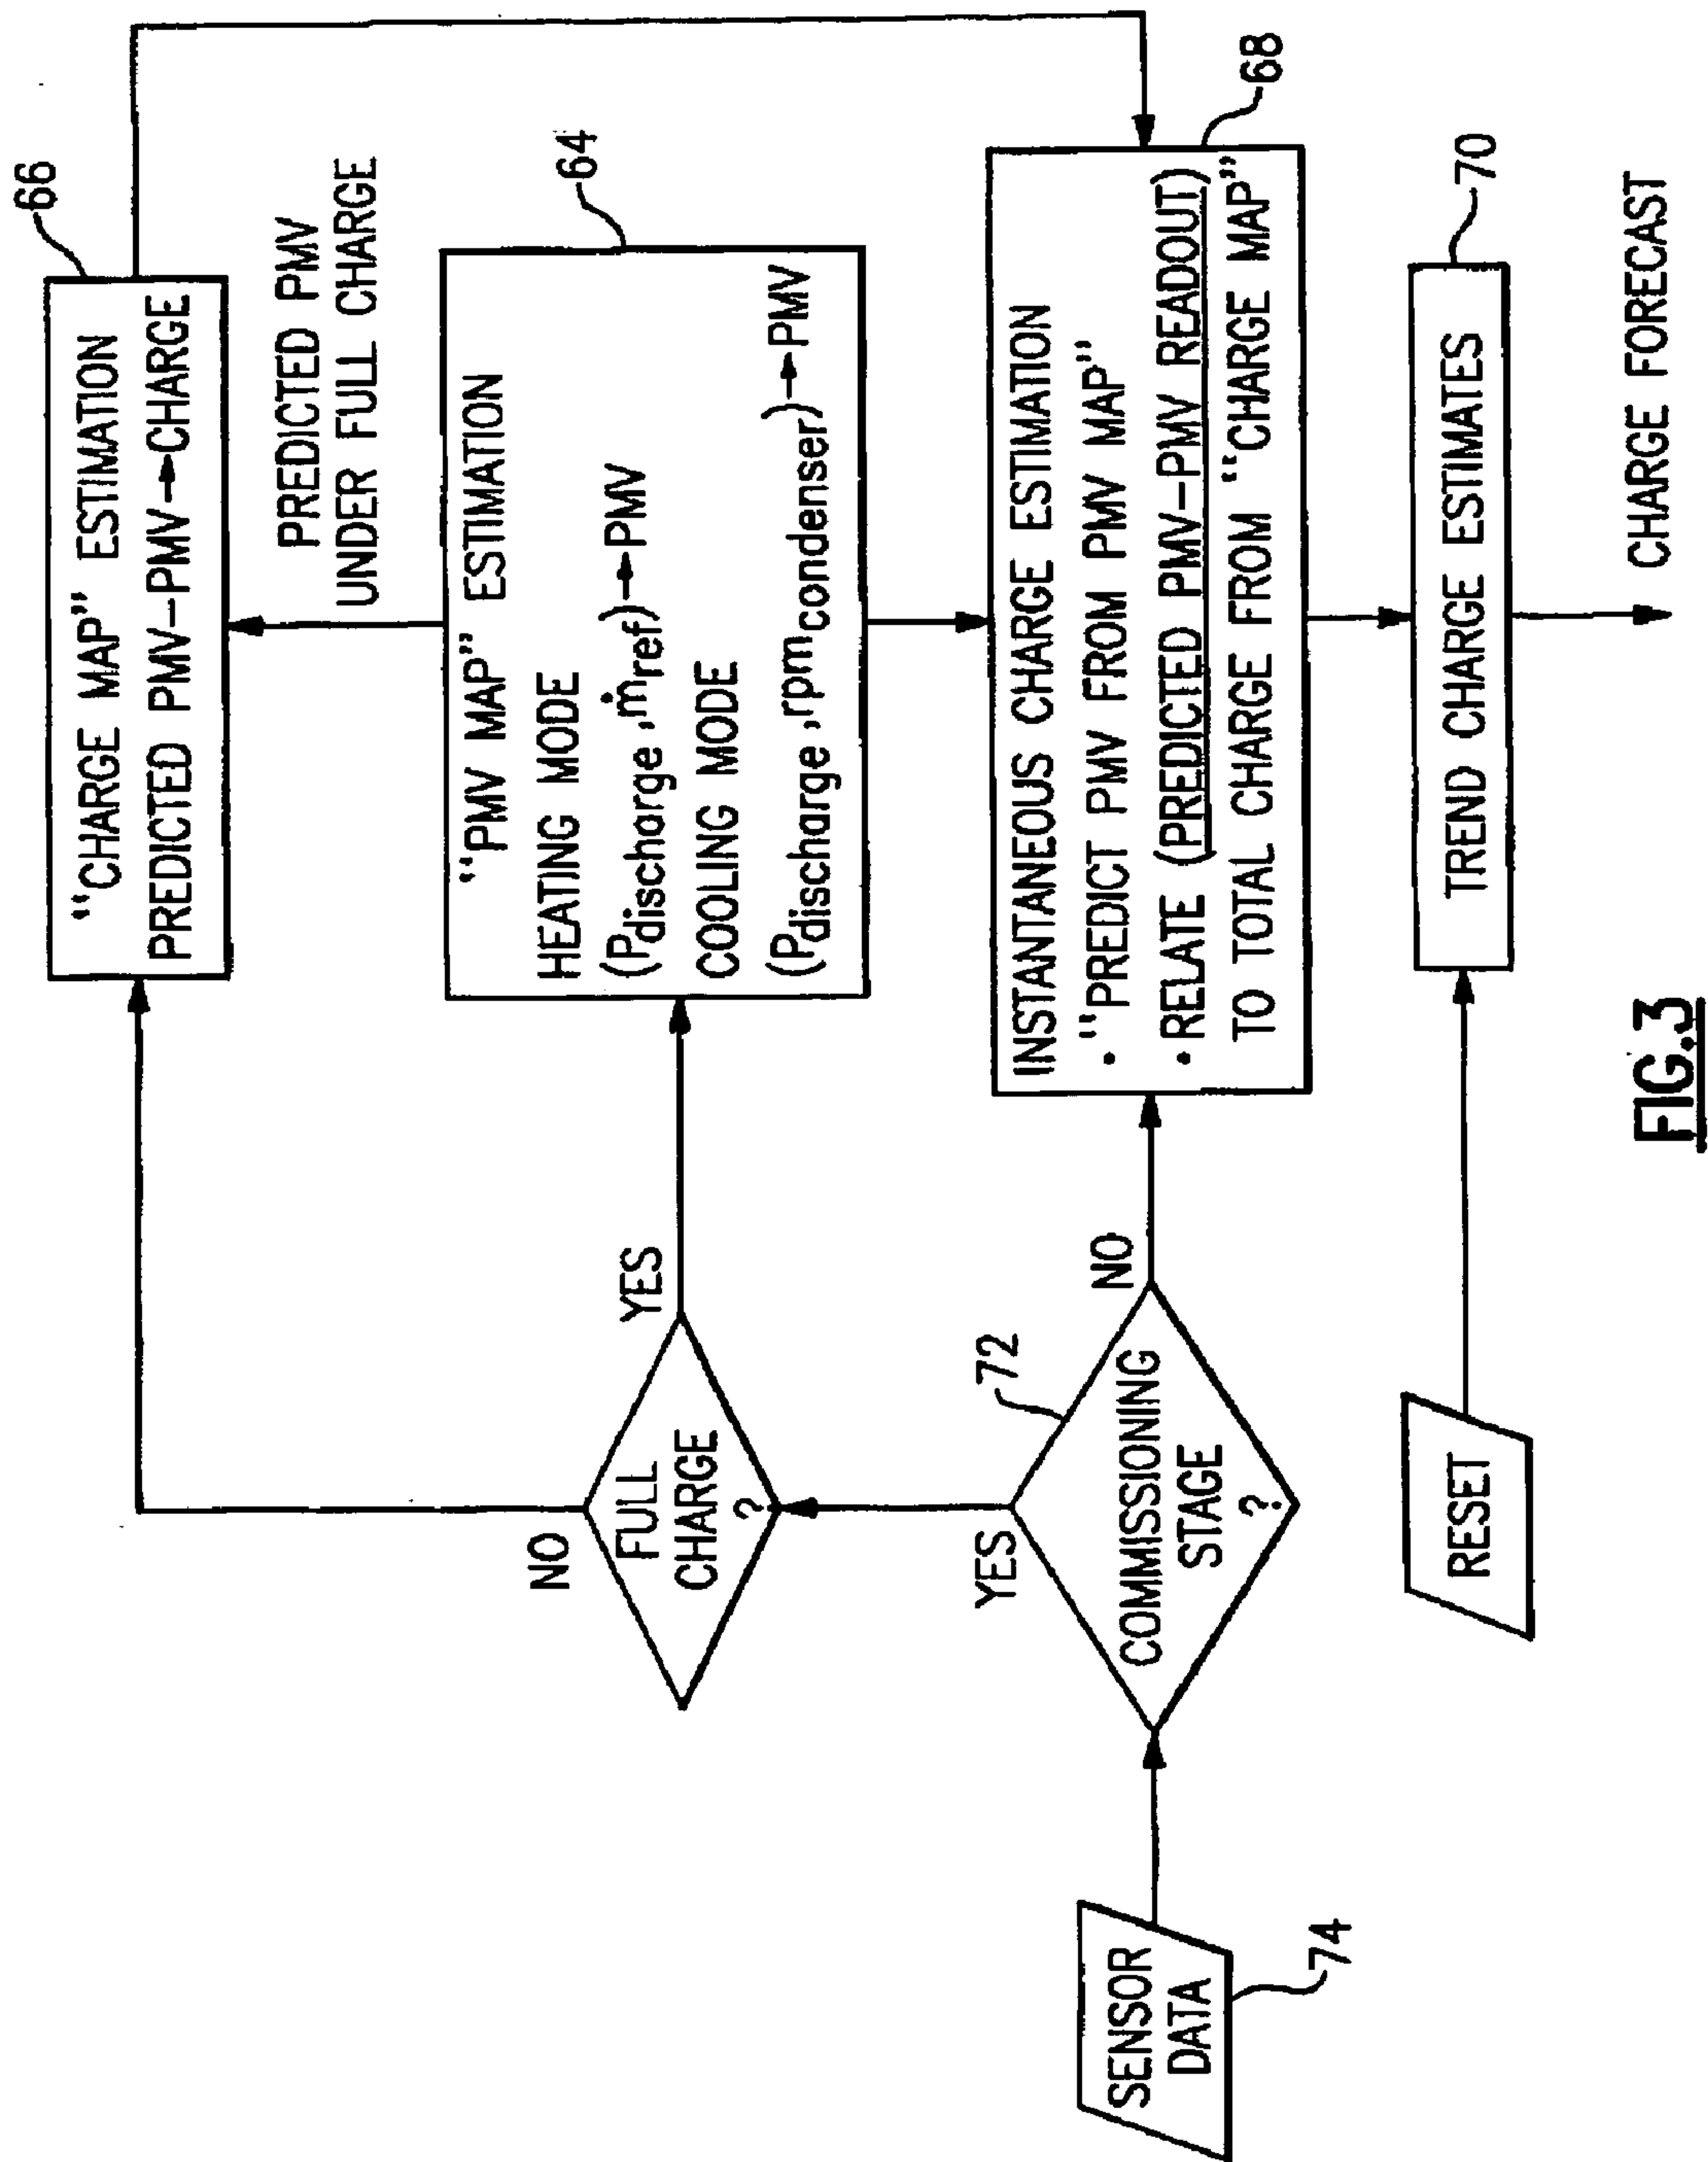 66
"CHARGE MAP" ESTIMATION
PREDICTED PMV-PMV→CHARGE
PREDICTED PMV
UNDER FULL CHARGE
64
"PMV MAP" ESTIMATION
HEATING MODE
(Pdischarge, ṁref)→PMV
COOLING MODE
(Pdischarge, rpmcondenser)→PMV
NO
FULL
CHARGE
?
YES
68
INSTANTANEOUS CHARGE ESTIMATION
• "PREDICT PMV FROM PMV MAP"
• RELATE (PREDICTED PMV-PMV READOUT)
TO TOTAL CHARGE FROM "CHARGE MAP"
YES
72
COMMISSIONING
STAGE
?
NO
SENSOR
DATA
74
70
TREND CHARGE ESTIMATES
RESET
CHARGE FORECAST
FIG.3